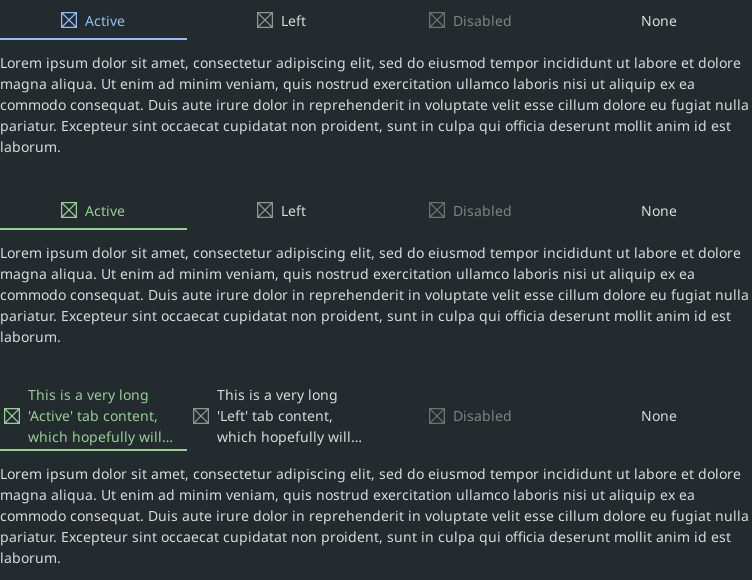 Active Left Disabled None
Lorem ipsum dolor sit amet, consectetur adipiscing elit, sed do eiusmod tempor incididunt ut labore et dolore
magna aliqua. Ut enim ad minim veniam, quis nostrud exercitation ullamco laboris nisi ut aliquip ex ea
commodo consequat. Duis aute irure dolor in reprehenderit in voluptate velit esse cillum dolore eu fugiat nulla
pariatur. Excepteur sint occaecat cupidatat non proident, sunt in culpa qui officia deserunt mollit anim id est
laborum.
Active Left Disabled None
Lorem ipsum dolor sit amet, consectetur adipiscing elit, sed do eiusmod tempor incididunt ut labore et dolore
magna aliqua. Ut enim ad minim veniam, quis nostrud exercitation ullamco laboris nisi ut aliquip ex ea
commodo consequat. Duis aute irure dolor in reprehenderit in voluptate velit esse cillum dolore eu fugiat nulla
pariatur. Excepteur sint occaecat cupidatat non proident, sunt in culpa qui officia deserunt mollit anim id est
laborum.
This is a very long
'Active' tab content,
which hopefully will...
This is a very long
'Left' tab content,
which hopefully will...
Disabled
None
Lorem ipsum dolor sit amet, consectetur adipiscing elit, sed do eiusmod tempor incididunt ut labore et dolore
magna aliqua. Ut enim ad minim veniam, quis nostrud exercitation ullamco laboris nisi ut aliquip ex ea
commodo consequat. Duis aute irure dolor in reprehenderit in voluptate velit esse cillum dolore eu fugiat nulla
pariatur. Excepteur sint occaecat cupidatat non proident, sunt in culpa qui officia deserunt mollit anim id est
laborum.